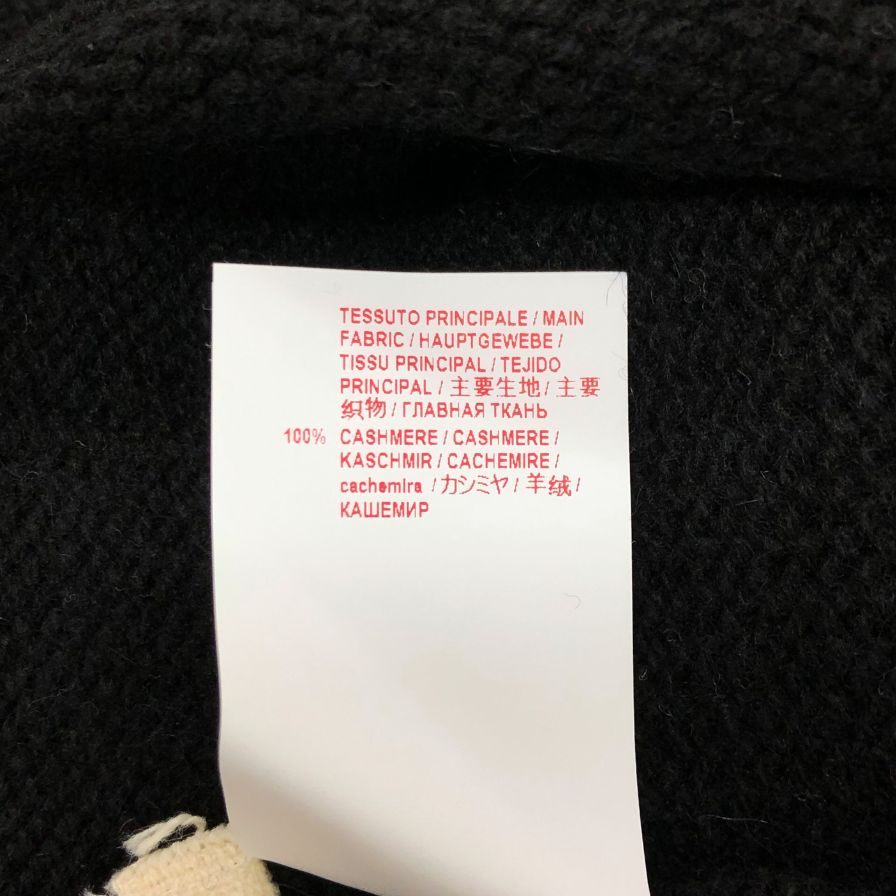 TESSUTO PRINCIPALE / MAIN
FABRIC / HAUPTGEWEBE /
TISSU PRINCIPAL / TEJIDO
PRINCIPAL / 主要生地 / 主要
织物 / ГЛАВНАЯ ТКАНЬ
100% CASHMERE / CASHMERE /
KASCHMIR / CACHEMIRE /
cachemira / カシミヤ / 羊绒 /
КАШЕМИР